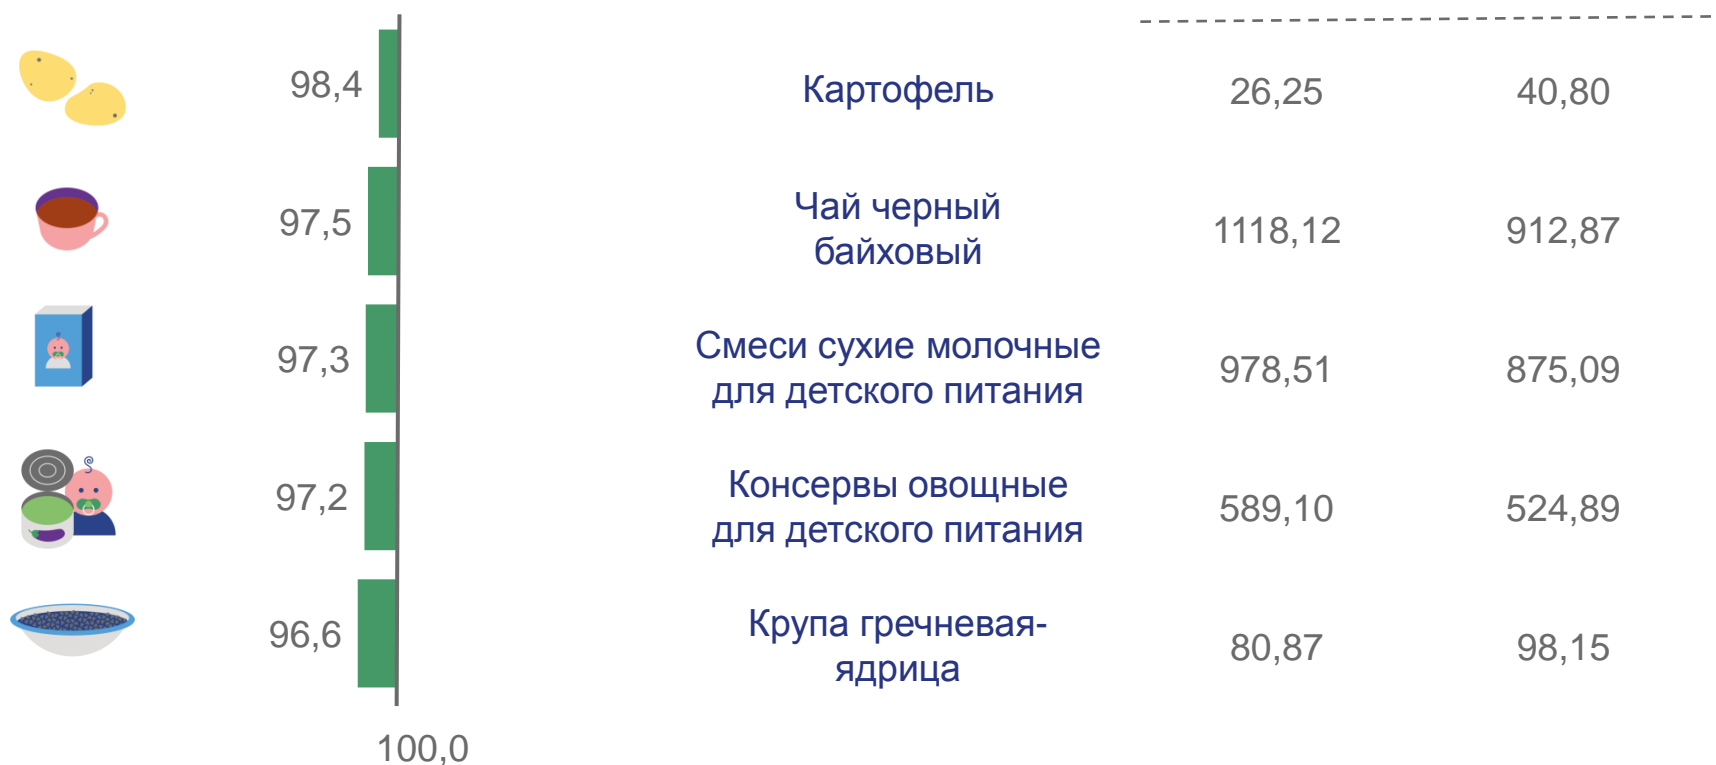 98,4
Картофель
26,25
40,80
97,5
Чай черный
байховый
1118,12
912,87
97,3
Смеси сухие молочные
для детского питания
978,51
875,09
97,2
Консервы овощные
для детского питания
589,10
524,89
96,6
Крупа гречневая-
ядрица
80,87
98,15
100,0